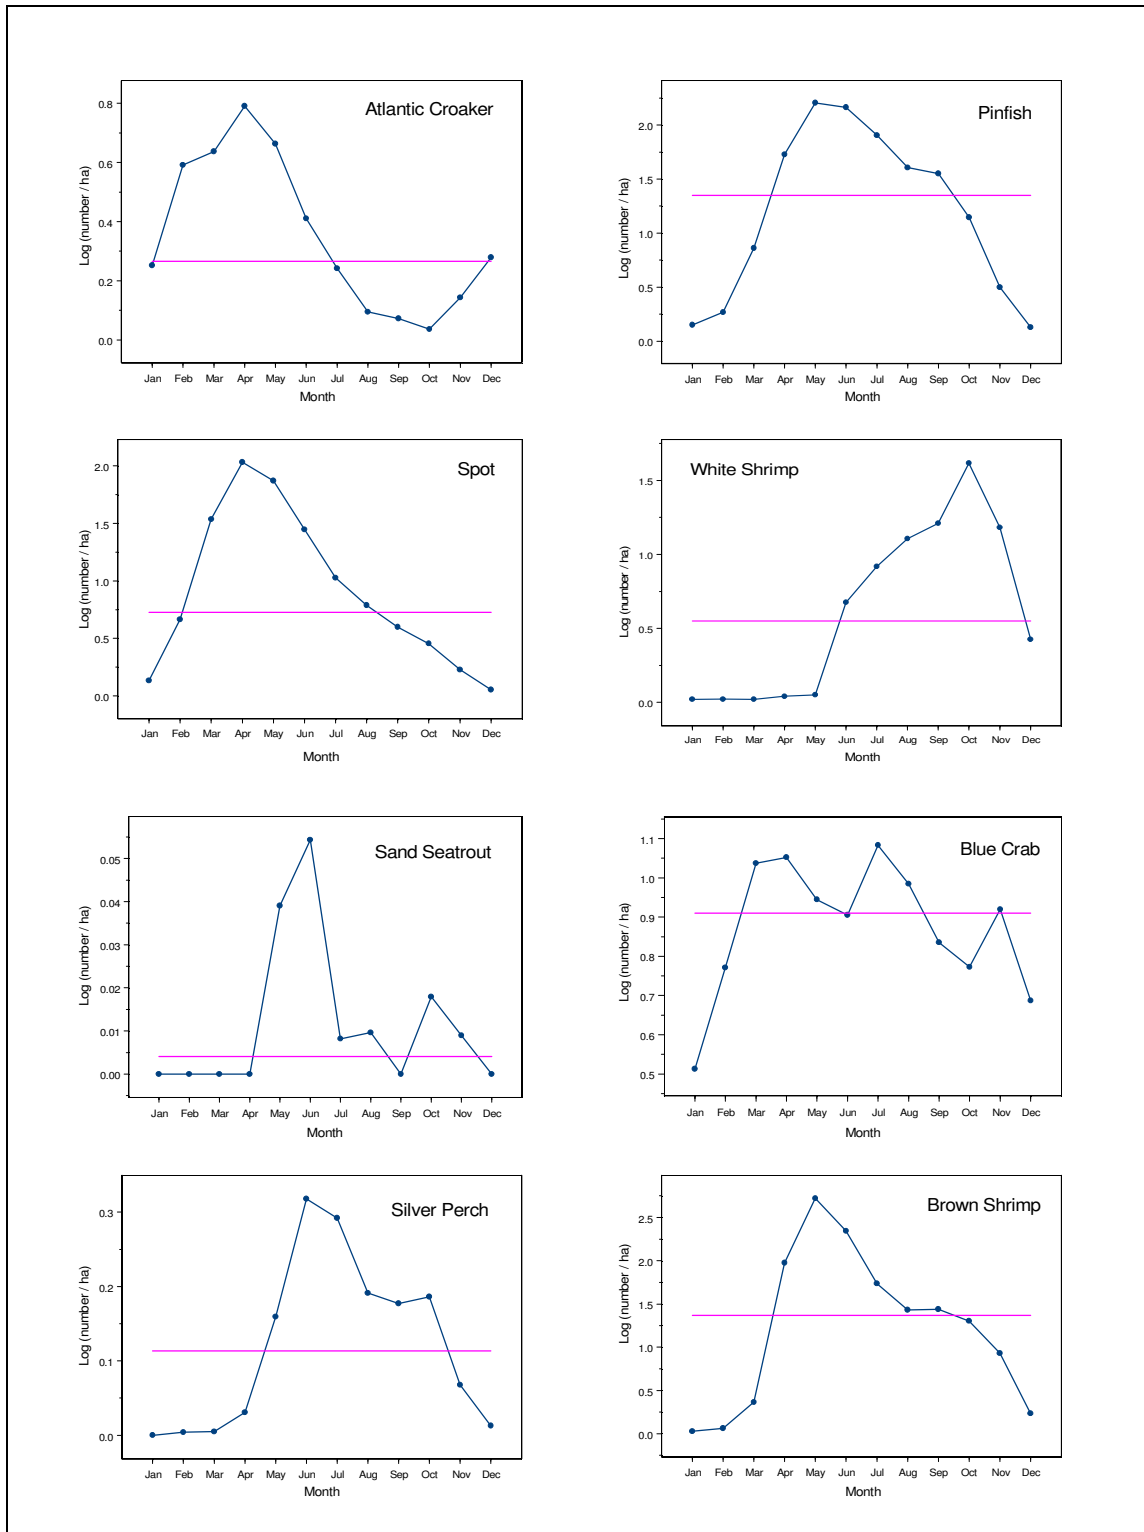 Atlantic Croaker
Log (number / ha)
0.8
0.6
0.4
0.2
0.0
Jan Feb Mar Apr May Jun Jul Aug Sep Oct Nov Dec
Month
Pinfish
Log (number / ha)
2.0
1.5
1.0
0.5
0.0
Jan Feb Mar Apr May Jun Jul Aug Sep Oct Nov Dec
Month
Spot
Log (number / ha)
2.0
1.5
1.0
0.5
0.0
Jan Feb Mar Apr May Jun Jul Aug Sep Oct Nov Dec
Month
White Shrimp
Log (number / ha)
1.5
1.0
0.5
0.0
Jan Feb Mar Apr May Jun Jul Aug Sep Oct Nov Dec
Month
Sand Seatrout
Log (number / ha)
0.05
0.04
0.03
0.02
0.01
0.00
Jan Feb Mar Apr May Jun Jul Aug Sep Oct Nov Dec
Month
Blue Crab
Log (number / ha)
1.1
1.0
0.9
0.8
0.7
0.6
0.5
Jan Feb Mar Apr May Jun Jul Aug Sep Oct Nov Dec
Month
Silver Perch
Log (number / ha)
0.3
0.2
0.1
0.0
Jan Feb Mar Apr May Jun Jul Aug Sep Oct Nov Dec
Month
Brown Shrimp
Log (number / ha)
2.5
2.0
1.5
1.0
0.5
0.0
Jan Feb Mar Apr May Jun Jul Aug Sep Oct Nov Dec
Month